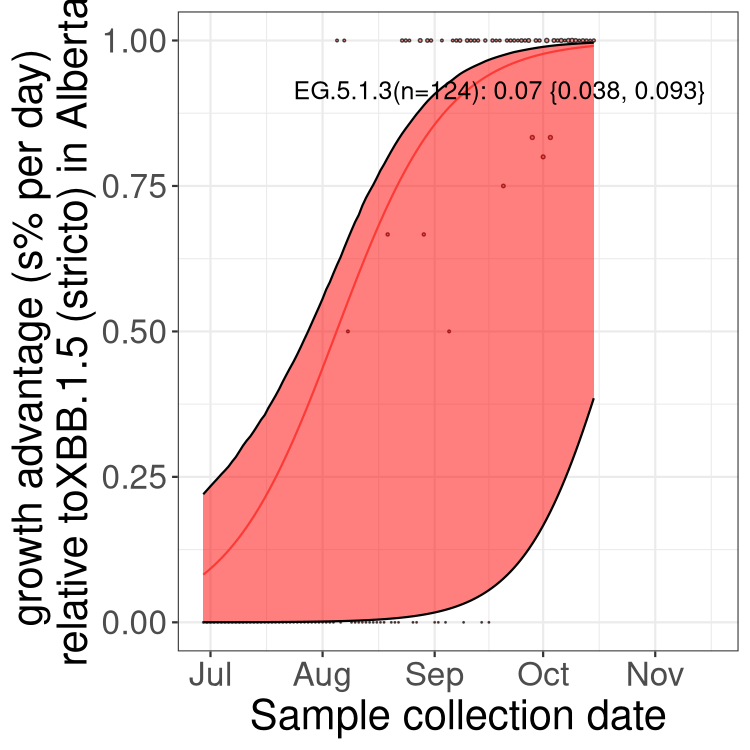 growth advantage (s% per day)
relative toXBB.1.5 (stricto) in Alberta
1.00
0.75
0.50
0.25
0.00
EG.5.1.3(n=124): 0.07 {0.038, 0.093}
Jul Aug Sep Oct Nov
Sample collection date